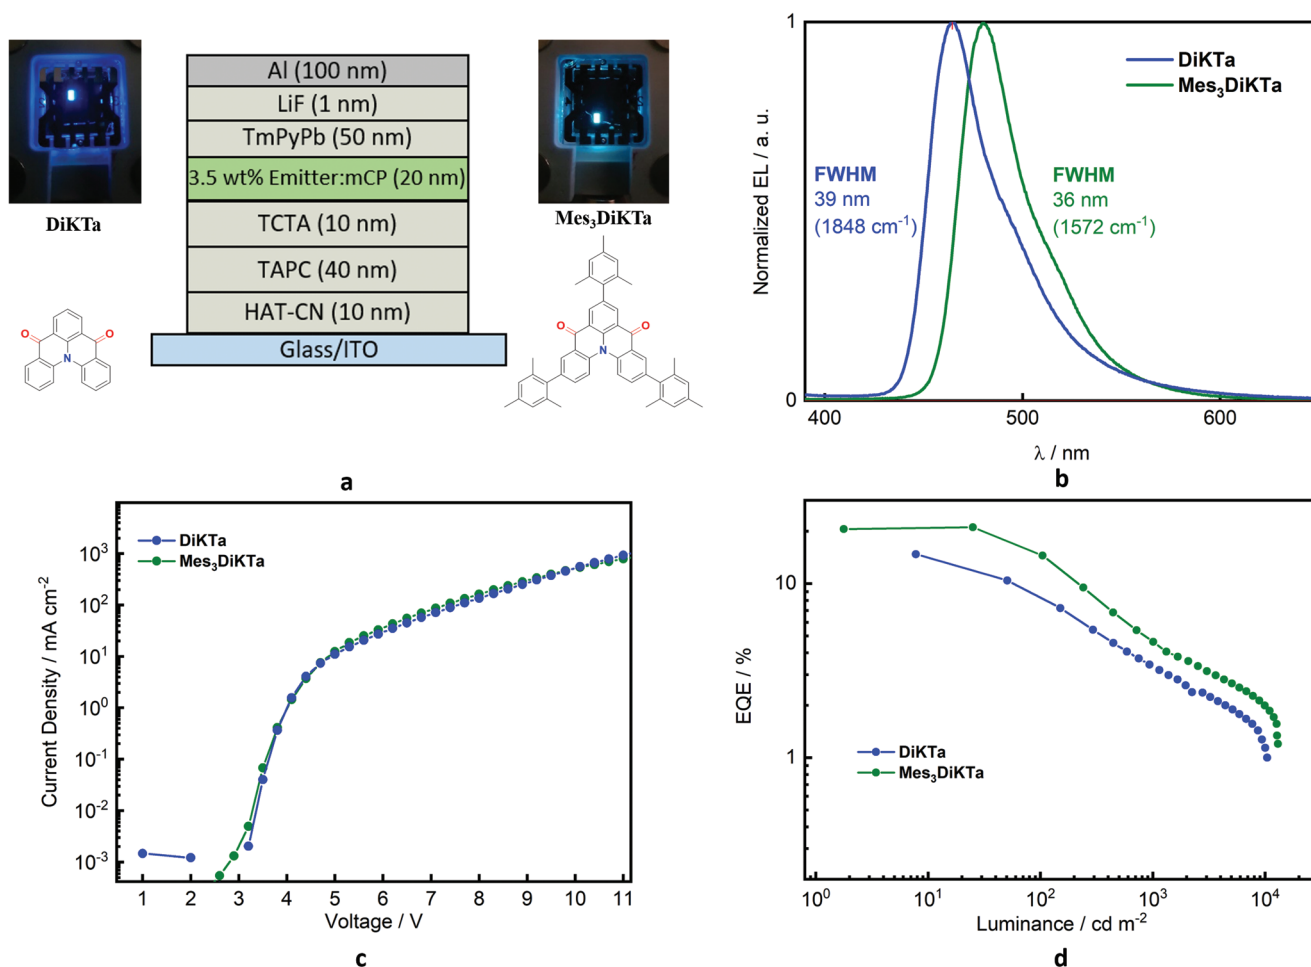 Al (100 nm)
LiF (1 nm)
TmPyPb (50 nm)
3.5 wt% Emitter:mCP (20 nm)
TCTA (10 nm)
TAPC (40 nm)
HAT-CN (10 nm)
Glass/ITO
DiKTa
O
O
N
Mes₃DiKTa
O
O
N
a
1
0
Normalized EL / a. u.
DiKTa
Mes₃DiKTa
FWHM
39 nm
(1848 cm⁻¹)
FWHM
36 nm
(1572 cm⁻¹)
400
500
600
λ / nm
b
DiKTa
Mes₃DiKTa
Current Density / mA cm⁻²
10³
10²
10¹
10⁰
10⁻¹
10⁻²
10⁻³
1 2 3 4 5 6 7 8 9 10 11
Voltage / V
c
EQE / %
10
1
DiKTa
Mes₃DiKTa
10⁰ 10¹ 10² 10³ 10⁴
Luminance / cd m⁻²
d